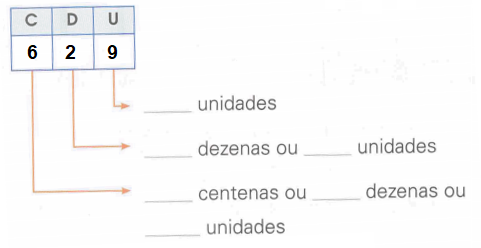 C D U
6 2 9
_____ unidades
_____ dezenas ou _____ unidades
_____ centenas ou _____ dezenas ou
_____ unidades